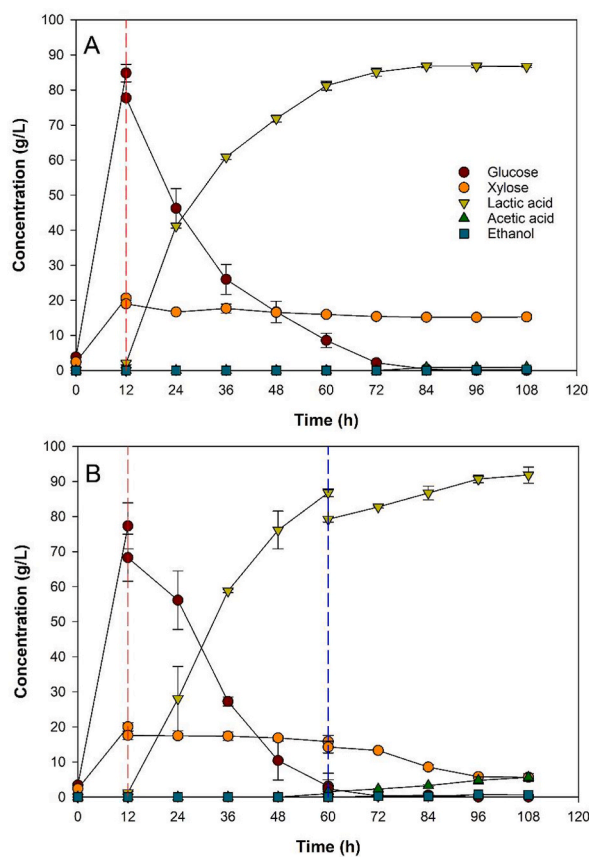 A
100
90
80
70
60
50
40
30
20
10
0
Concentration (g/L)
Glucose
Xylose
Lactic acid
Acetic acid
Ethanol
0 12 24 36 48 60 72 84 96 108 120
Time (h)
B
100
90
80
70
60
50
40
30
20
10
0
Concentration (g/L)
0 12 24 36 48 60 72 84 96 108 120
Time (h)